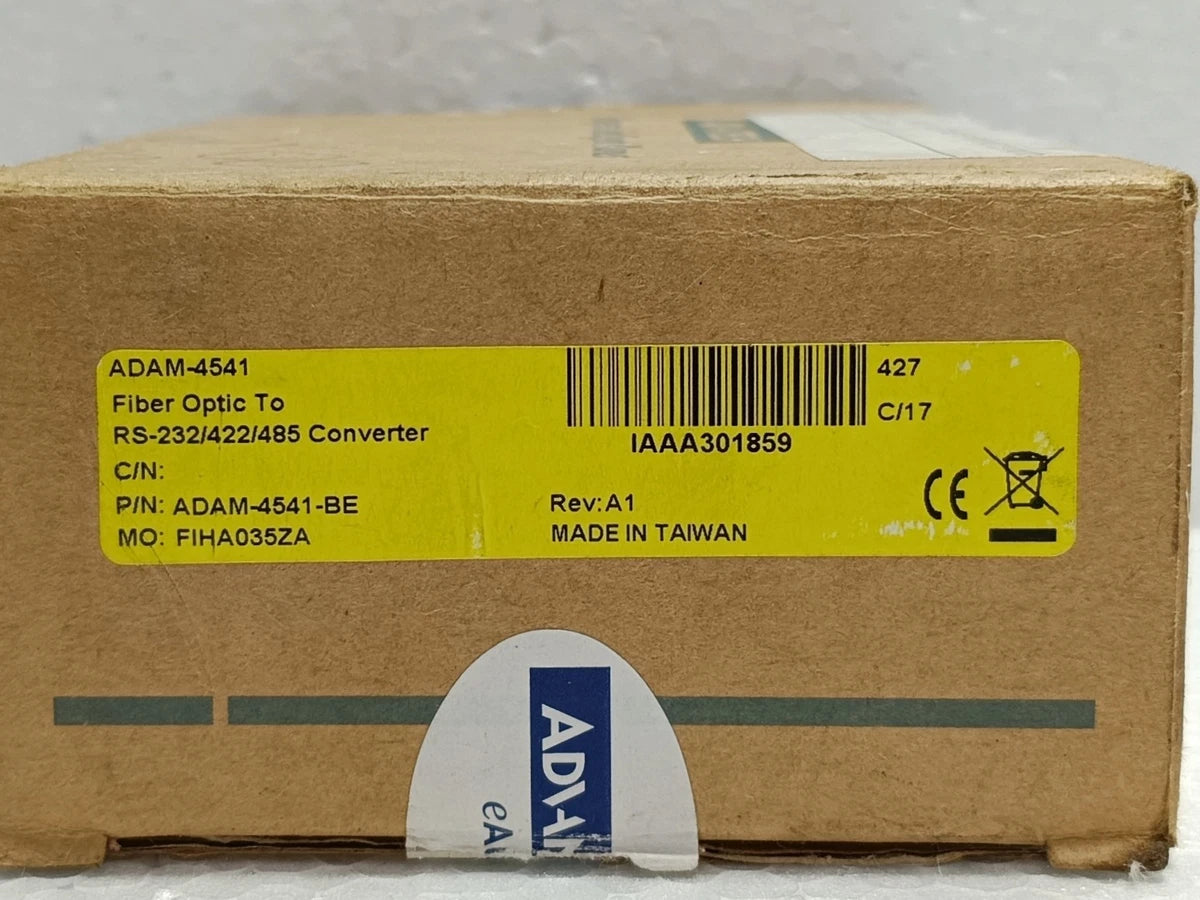 ADAM-4541
Fiber Optic To
RS-232/422/485 Converter
C/N:
P/N: ADAM-4541-BE
MO: FIHA035ZA
IAAA301859
427
C/17
Rev:A1
MADE IN TAIWAN
CE